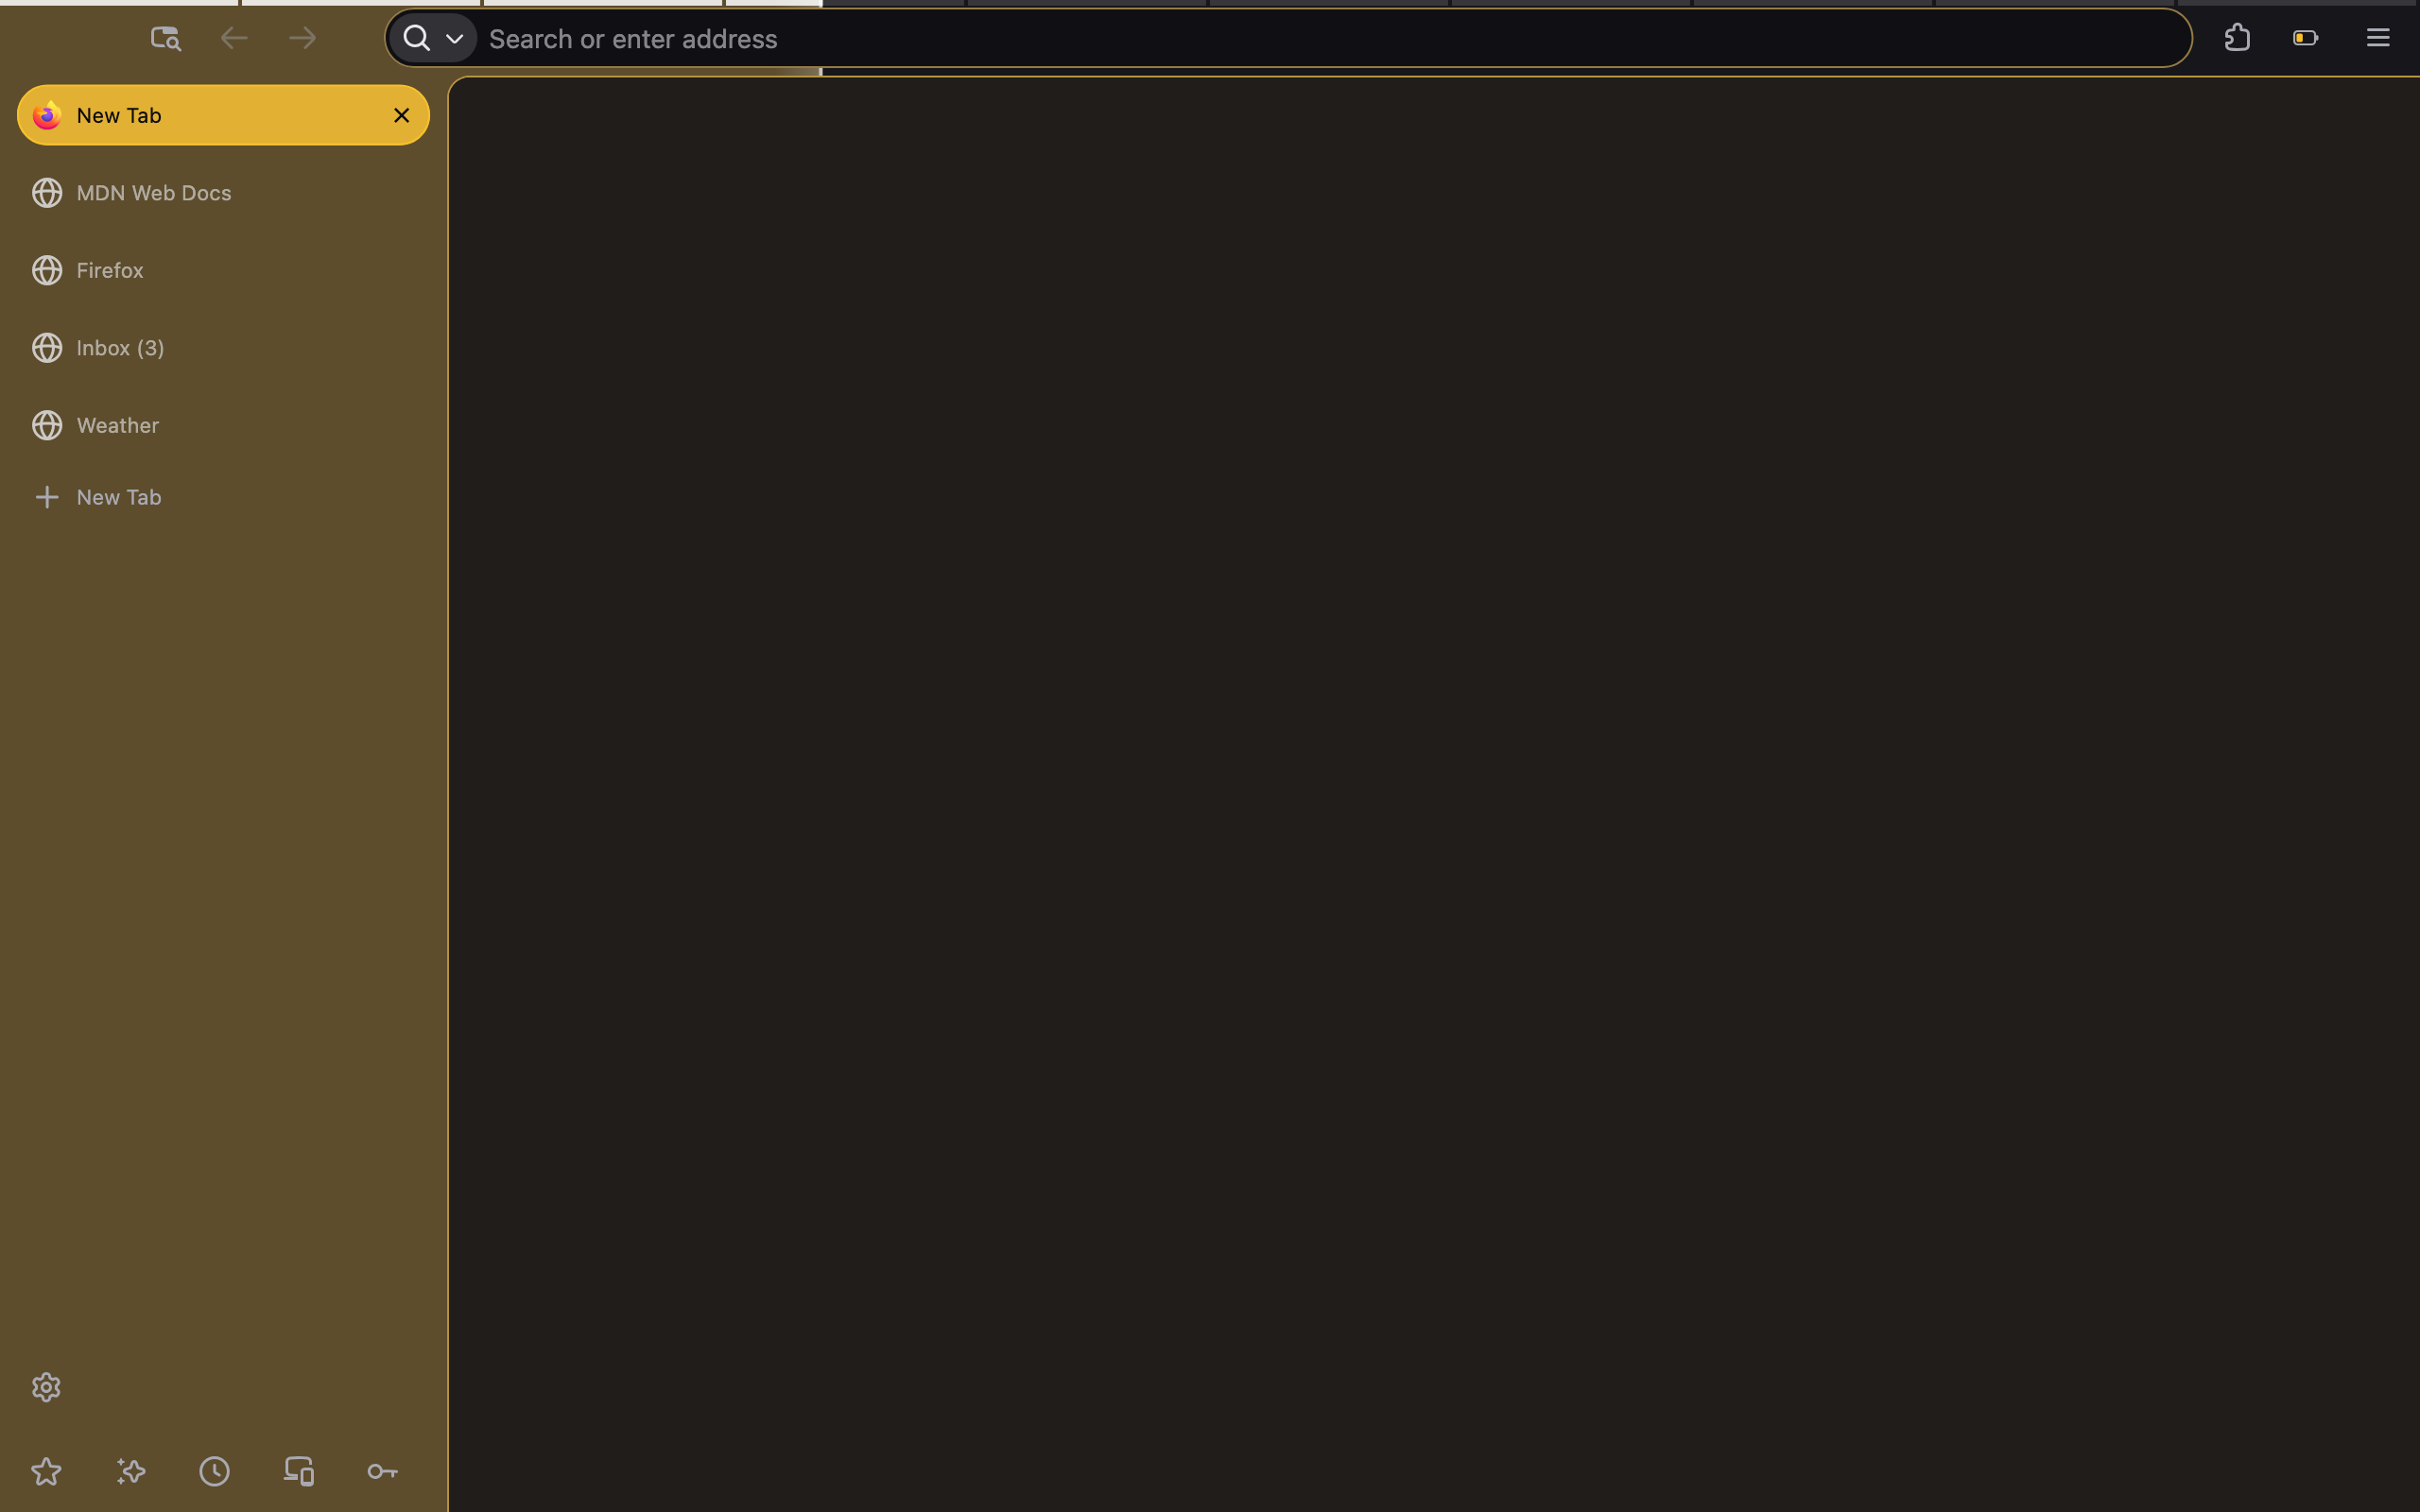 Search or enter address
New Tab
MDN Web Docs
Firefox
Inbox (3)
Weather
New Tab